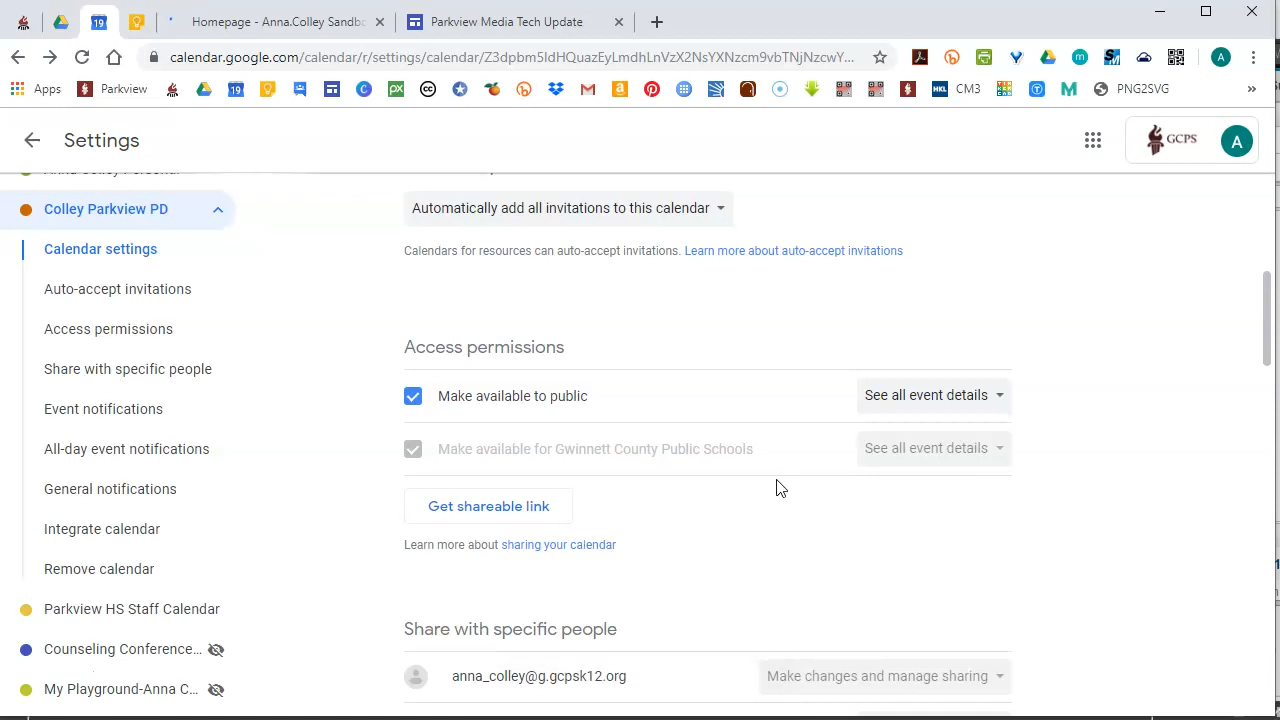 19
Homepage - Anna.Colley Sandbo
Parkview Media Tech Update
calendar.google.com/calendar/r/settings/calendar/Z3dpbm5ldHQuazEyLmdhLnVzX2NsYXNzcm9vbTNjNzcwY...
A
Apps
Parkview
19
CM3
PNG2SVG
»
Settings
GCPS
A
Anna Colley Personal
Colley Parkview PD
Automatically add all invitations to this calendar
Calendar settings
Calendars for resources can auto-accept invitations. Learn more about auto-accept invitations
Auto-accept invitations
Access permissions
Access permissions
Share with specific people
Make available to public
See all event details
Event notifications
All-day event notifications
Make available for Gwinnett County Public Schools
See all event details
General notifications
Get shareable link
Integrate calendar
Learn more about sharing your calendar
Remove calendar
Parkview HS Staff Calendar
Share with specific people
Counseling Conference...
anna_colley@g.gcpsk12.org
Make changes and manage sharing
My Playground-Anna C...